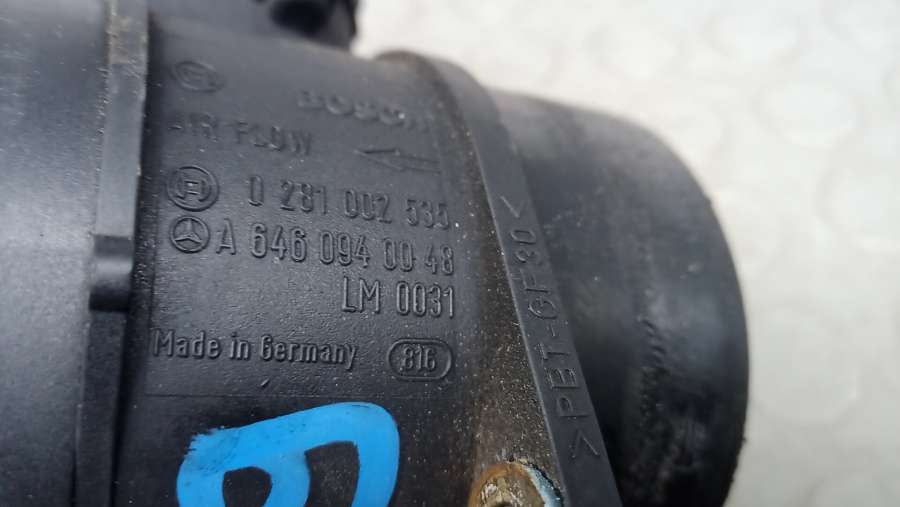 BOSCH
AIR FLOW
0 281 002 535
A 646 094 00 48
LM 0031
Made in Germany 816
>PBT-GF30<